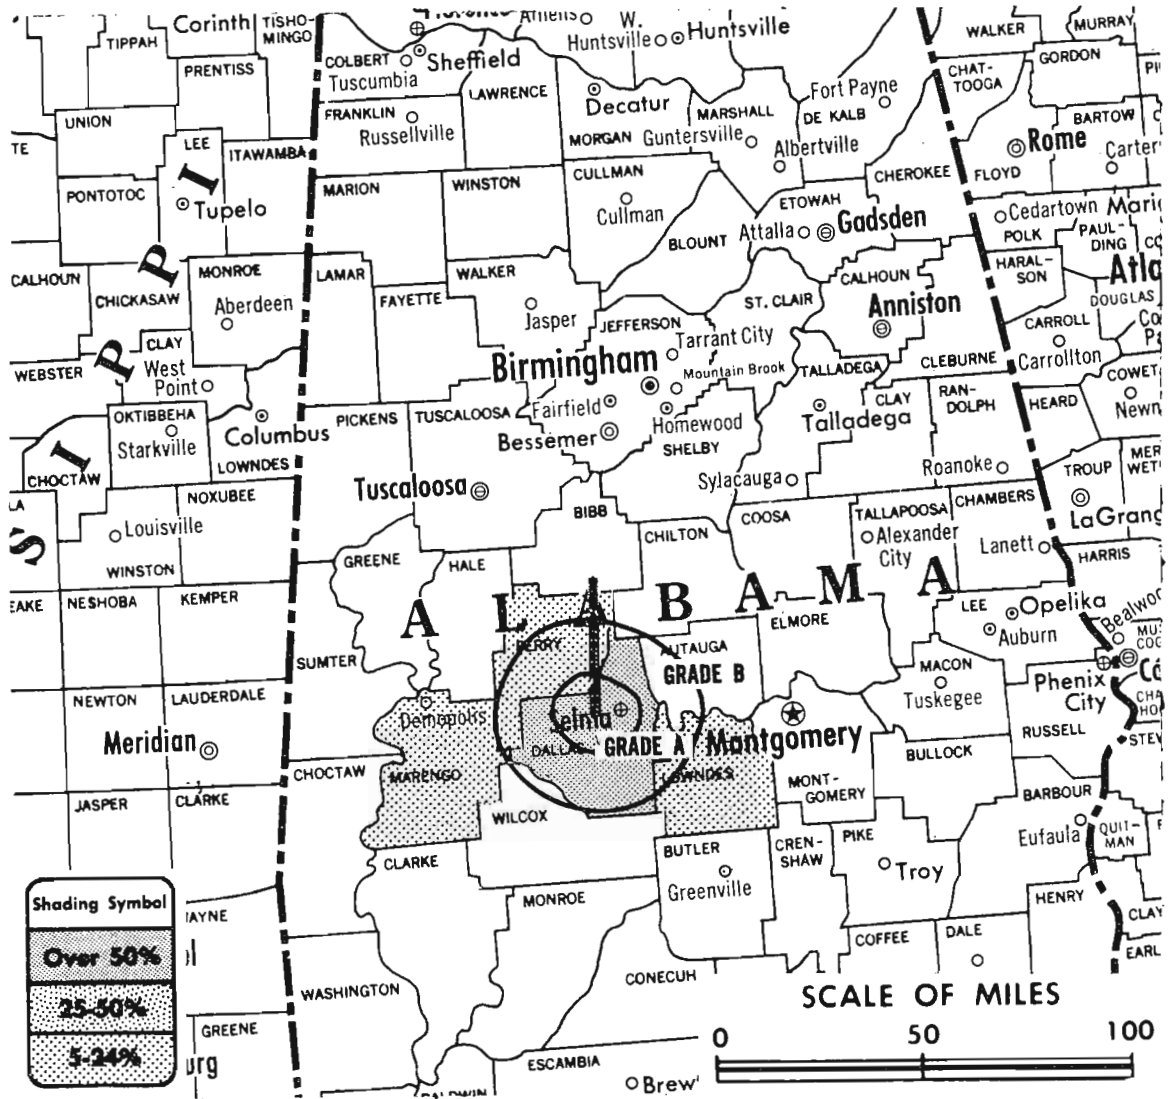 Corinth
TISHO-
MINGO
TIPPAH
PRENTISS
UNION
LEE
ITAWAMBA
PONTOTOC
Tupelo
CALHOUN
CHICKASAW
MONROE
Aberdeen
CLAY
West
Point
WEBSTER
OKTIBBEHA
Starkville
Columbus
CHOCTAW
LOWNDES
NOXUBEE
Louisville
WINSTON
NESHOBA
KEMPER
NEWTON
LAUDERDALE
Meridian
JASPER
CLARKE
GREENE
I
P
P
I
S
COLBERT
Tuscumbia
Sheffield
Athens
W.
Huntsville
Huntsville
LAWRENCE
Decatur
FRANKLIN
Russellville
MORGAN
MARSHALL
Guntersville
Fort Payne
DE KALB
Albertville
CHEROKEE
MARION
WINSTON
CULLMAN
Cullman
BLOUNT
ETOWAH
Attalla
Gadsden
LAMAR
FAYETTE
WALKER
Jasper
JEFFERSON
ST. CLAIR
CALHOUN
Anniston
Tarrant City
Birmingham
Mountain Brook
TALLADEGA
CLEBURNE
Fairfield
Homewood
Bessemer
SHELBY
Talladega
CLAY
RAN-
DOLPH
PICKENS
TUSCALOOSA
Tuscaloosa
Sylacauga
Roanoke
BIBB
CHILTON
COOSA
TALLAPOOSA
Alexander
City
CHAMBERS
Lanett
GREENE
HALE
A L A B A M A
PERRY
AUTAUGA
ELMORE
LEE
Opelika
Auburn
SUMTER
GRADE B
MACON
Tuskegee
Phenix
City
RUSSELL
Demopolis
Selma
DALLAS
GRADE A
Montgomery
BULLOCK
CHOCTAW
MARENGO
LOWNDES
MONT-
GOMERY
BARBOUR
Eufaula
WILCOX
CLARKE
BUTLER
Greenville
CREN-
SHAW
PIKE
Troy
MONROE
HENRY
COFFEE
DALE
CONECUH
WASHINGTON
ESCAMBIA
WALKER
MURRAY
CHAT-
TOOGA
GORDON
BARTOW
Rome
FLOYD
Cedartown
POLK
PAUL-
DING
HARAL-
SON
DOUGLAS
CARROLL
Carrollton
HEARD
TROUP
HARRIS
QUIT-
MAN
SCALE OF MILES
0 50 100
Shading Symbol
Over 50%
25-50%
5-24%